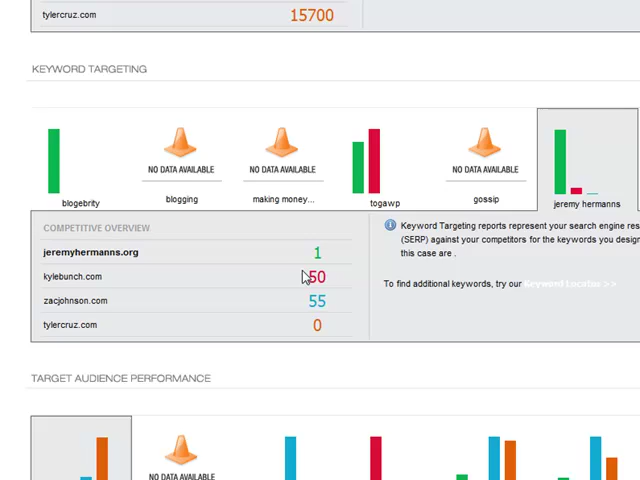 tylercruz.com 15700
KEYWORD TARGETING
NO DATA AVAILABLE NO DATA AVAILABLE NO DATA AVAILABLE
blogebrity blogging making money... togawp gossip jeremy hermanns
COMPETITIVE OVERVIEW
jeremyhermanns.org 1
kylebunch.com 50
zacjohnson.com 55
tylercruz.com 0
Keyword Targeting reports represent your search engine res
(SERP) against your competitors for the keywords you desig
this case are .
To find additional keywords, try our Keyword Locator >>
TARGET AUDIENCE PERFORMANCE
NO DATA AVAILABLE